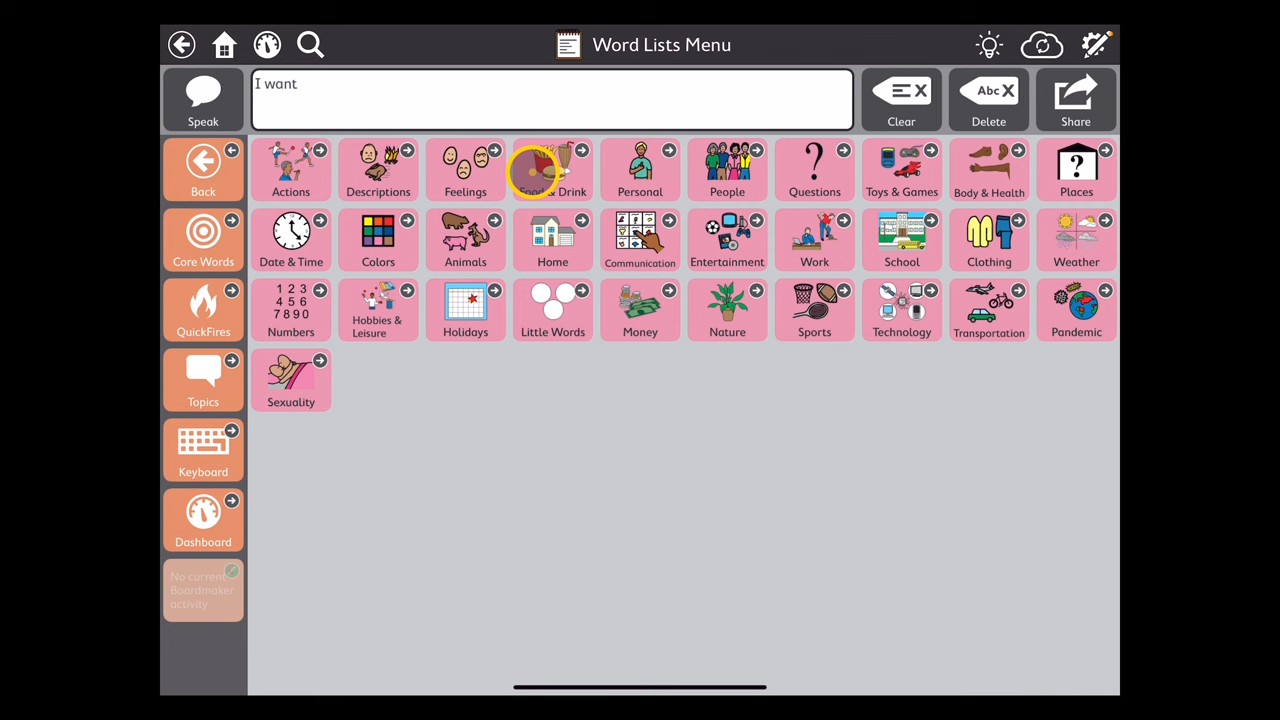 Word Lists Menu
Speak
I want
Clear
Abc X
Delete
Share
Back
Actions
Descriptions
Feelings
Food & Drink
Personal
People
Questions
Toys & Games
Body & Health
Places
Core Words
Date & Time
Colors
Animals
Home
Communication
Entertainment
Work
School
Clothing
Weather
QuickFires
1 2 3
4 5 6
7 8 9 0
Numbers
Hobbies &
Leisure
Holidays
Little Words
Money
Nature
Sports
Technology
Transportation
Pandemic
Topics
Sexuality
Keyboard
Dashboard
No current
Boardmaker
activity